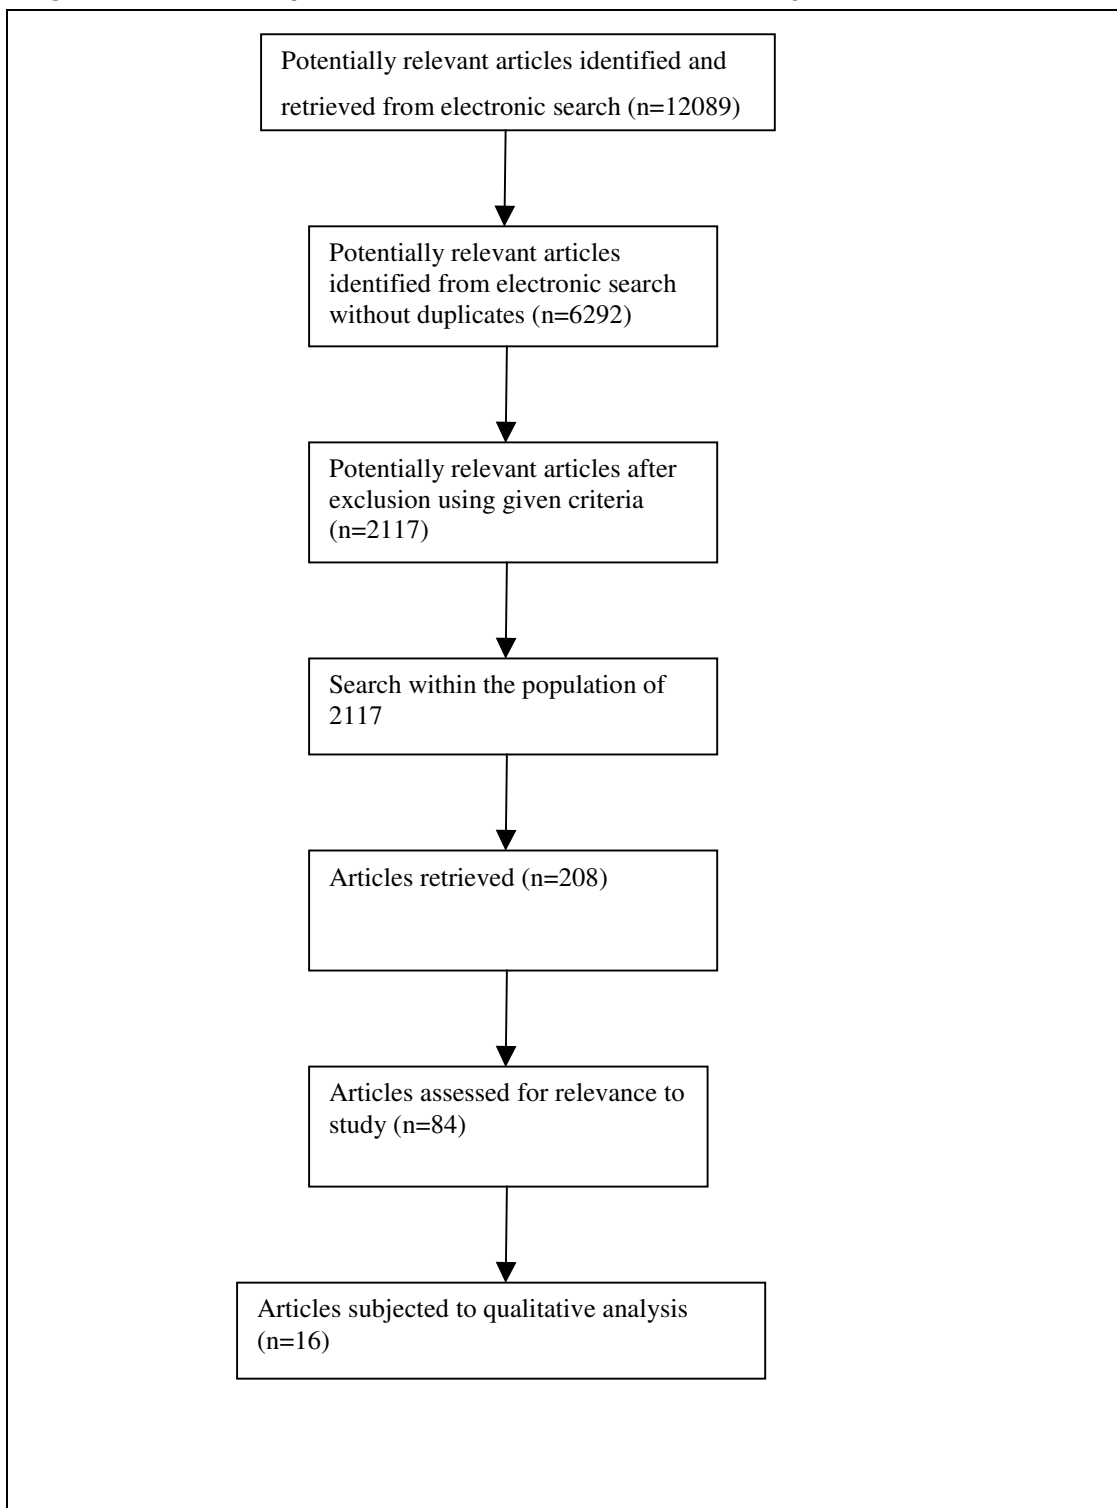 Potentially relevant articles identified and
retrieved from electronic search (n=12089)
Potentially relevant articles
identified from electronic search
without duplicates (n=6292)
Potentially relevant articles after
exclusion using given criteria
(n=2117)
Search within the population of
2117
Articles retrieved (n=208)
Articles assessed for relevance to
study (n=84)
Articles subjected to qualitative analysis
(n=16)